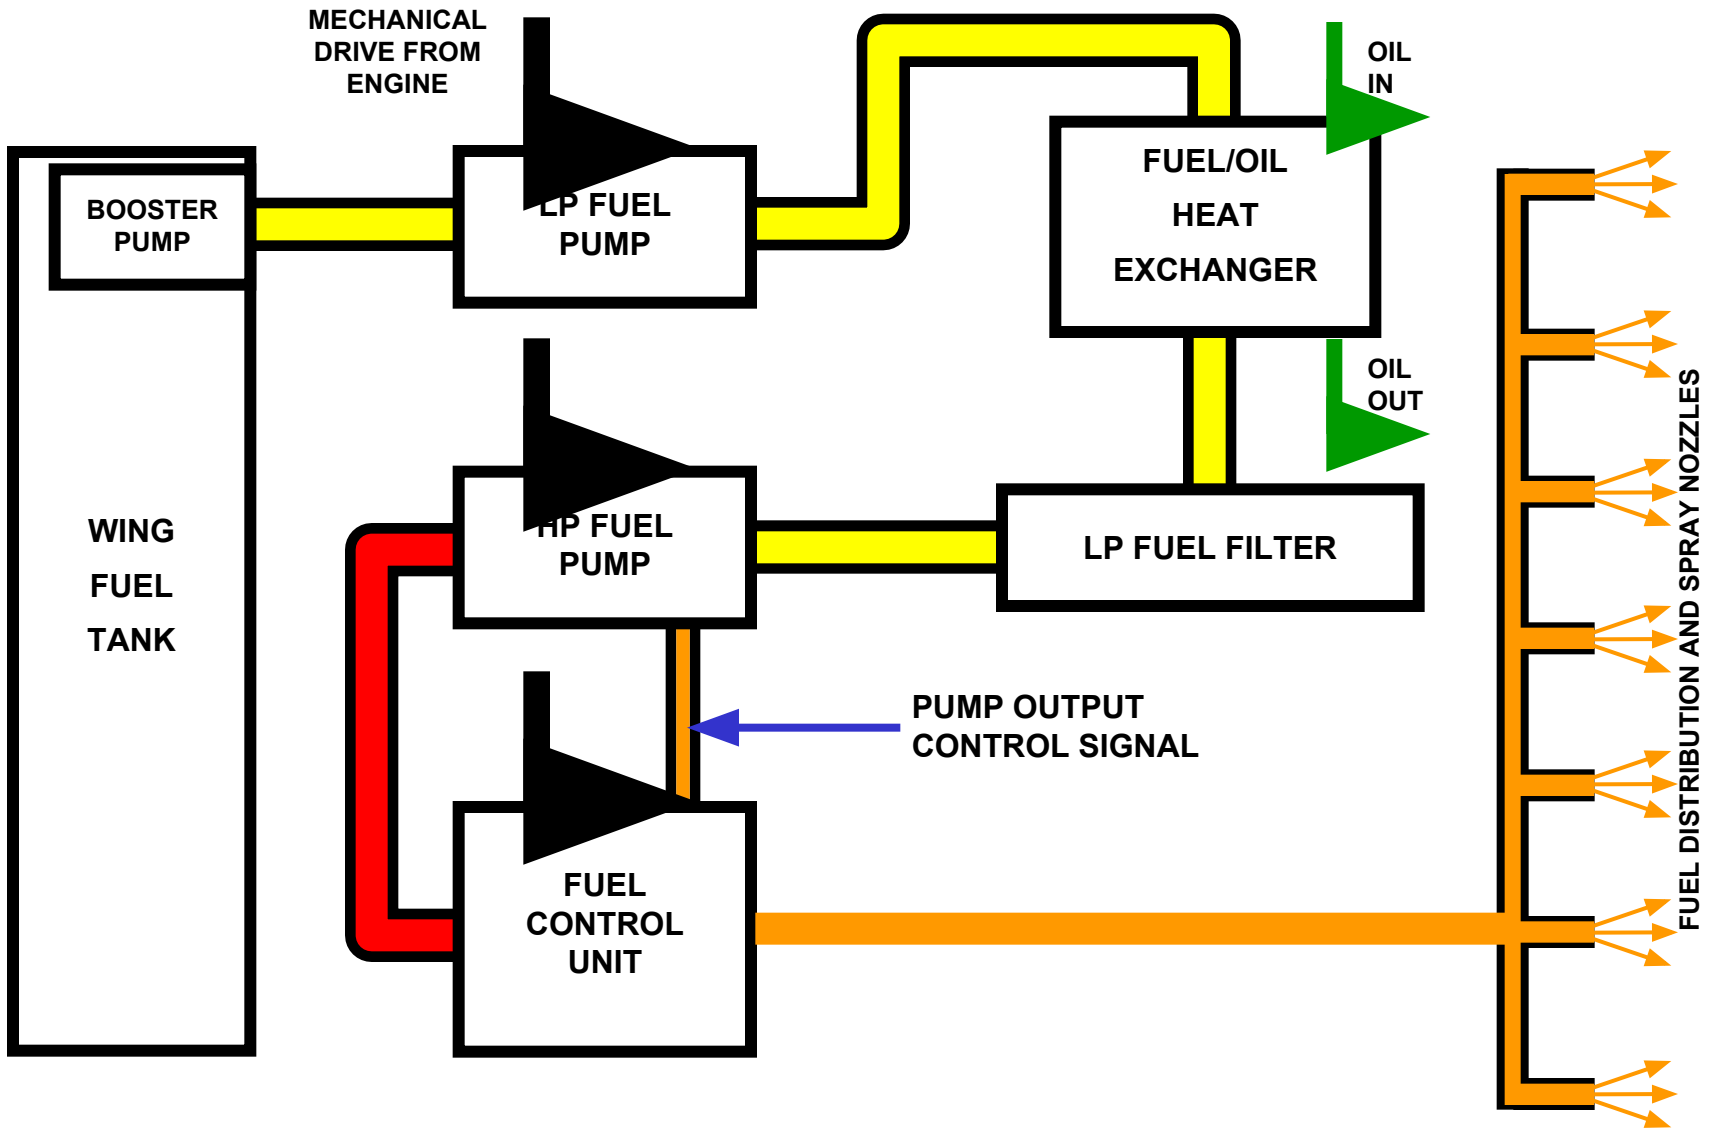 MECHANICAL
DRIVE FROM
ENGINE
OIL
IN
BOOSTER
PUMP
LP FUEL
PUMP
FUEL/OIL
HEAT
EXCHANGER
OIL
OUT
WING
FUEL
TANK
HP FUEL
PUMP
LP FUEL FILTER
PUMP OUTPUT
CONTROL SIGNAL
FUEL
CONTROL
UNIT
FUEL DISTRIBUTION AND SPRAY NOZZLES